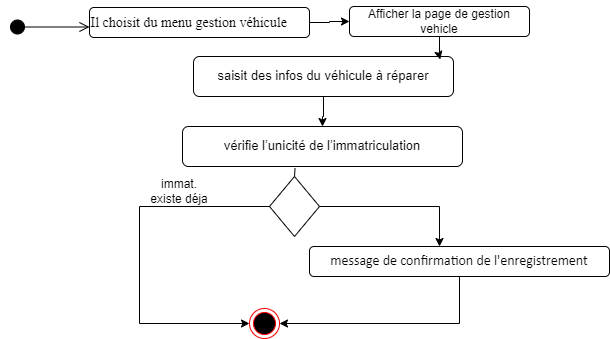 Il choisit du menu gestion véhicule
Afficher la page de gestion
vehicle
saisit des infos du véhicule à réparer
vérifie l'unicité de l'immatriculation
immat.
existe déja
message de confirmation de l'enregistrement